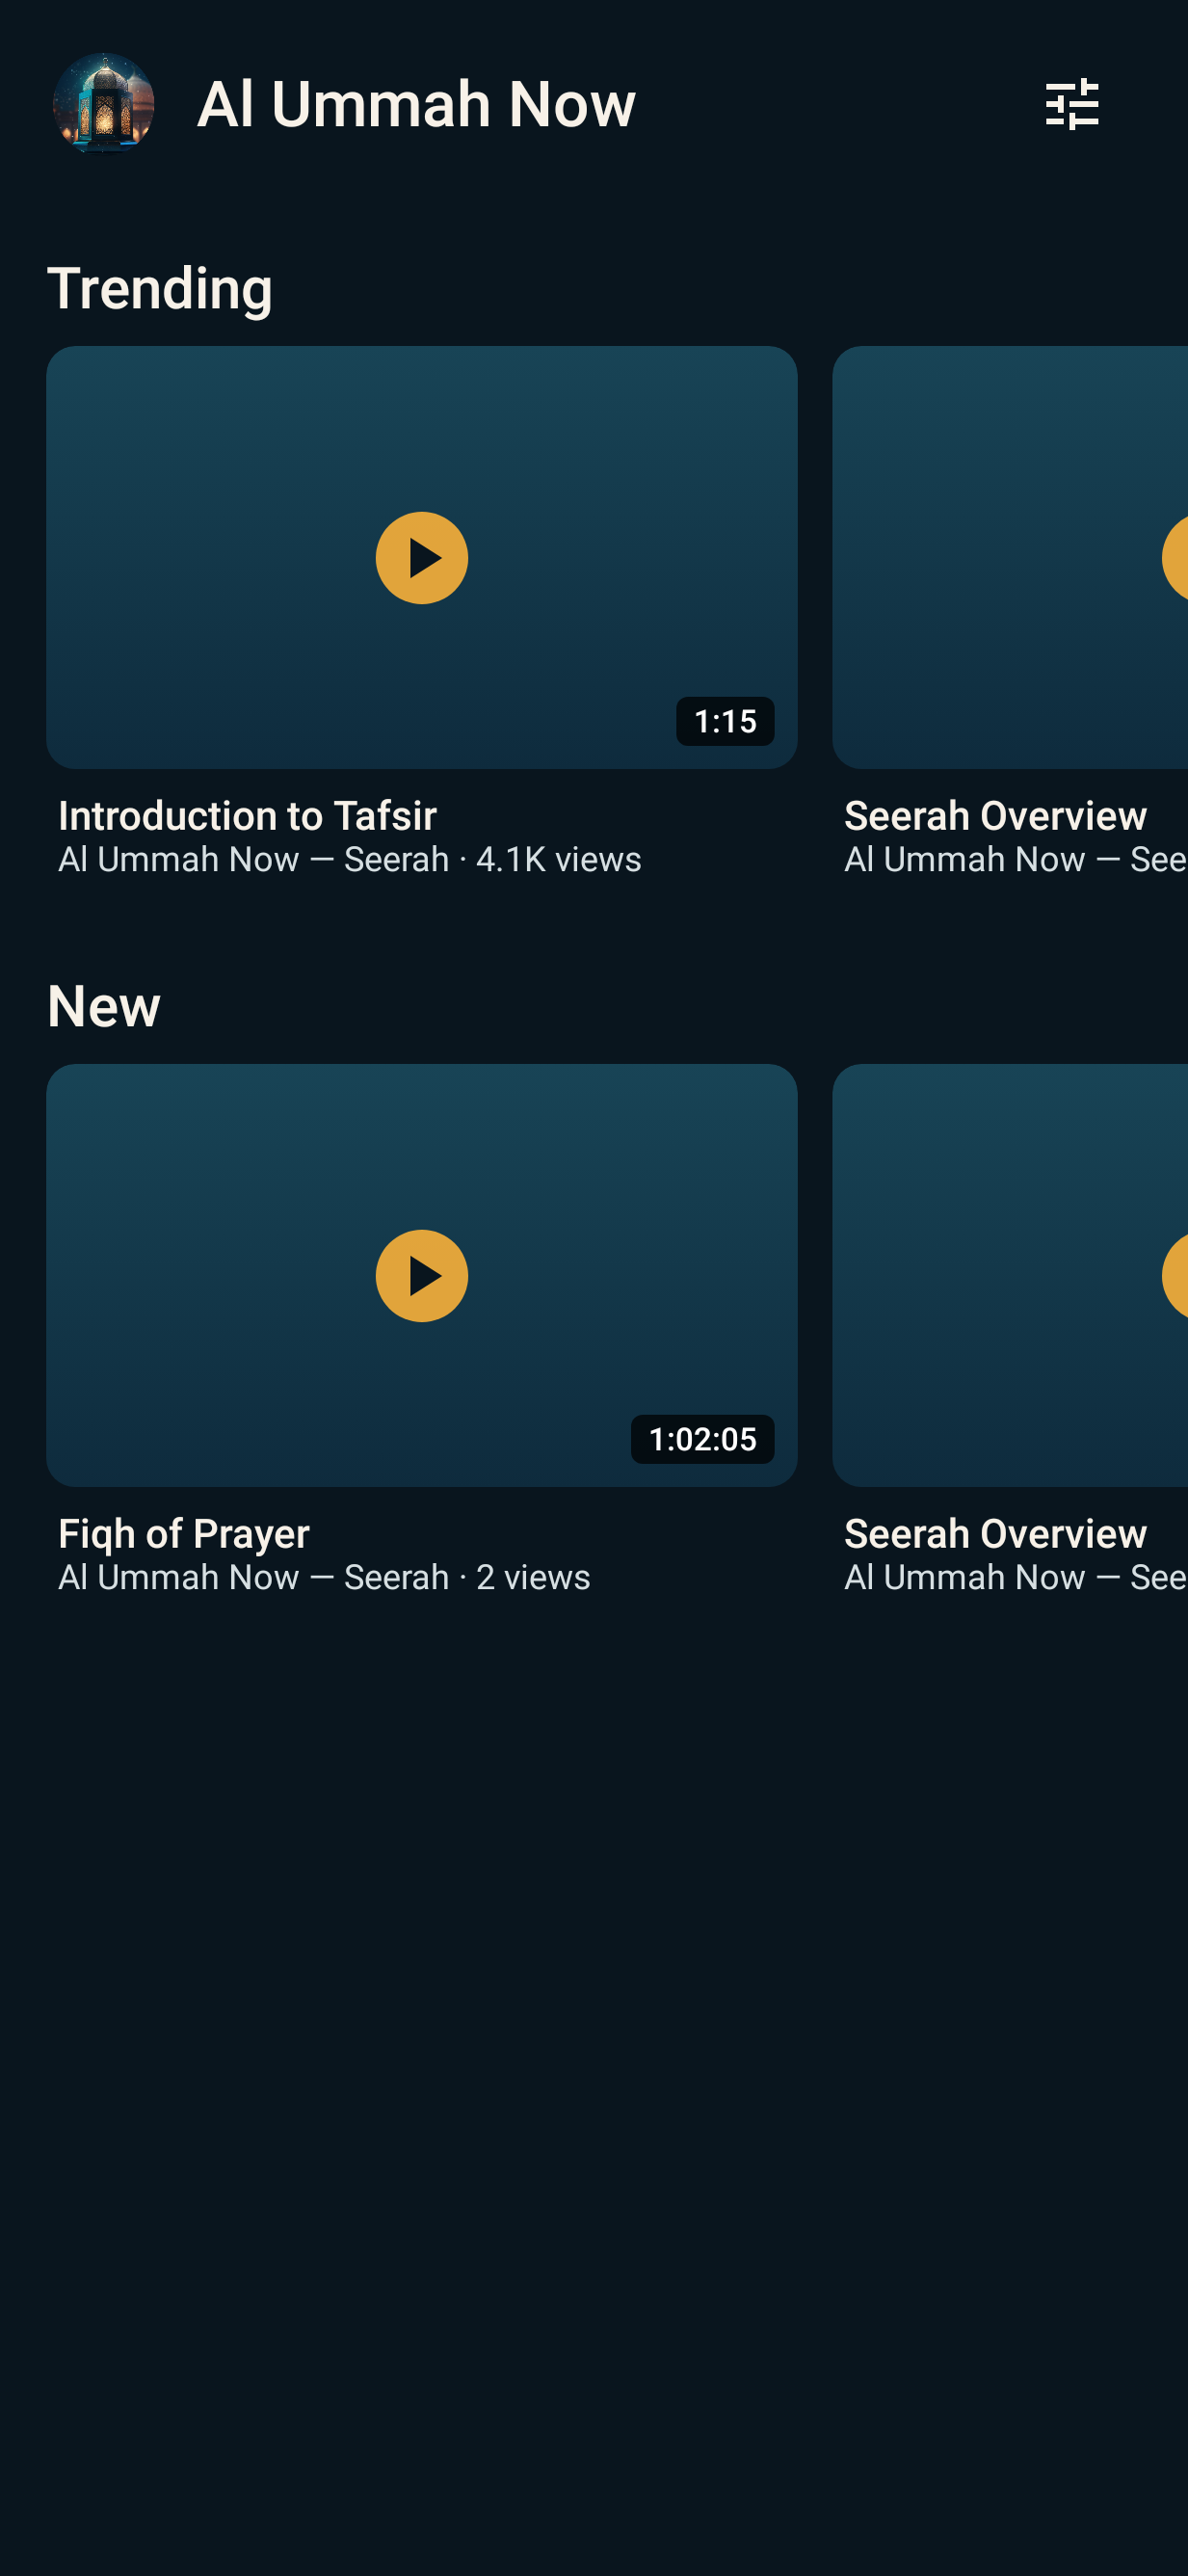 Al Ummah Now
Trending
1:15
Introduction to Tafsir
Al Ummah Now — Seerah · 4.1K views
Seerah Overview
Al Ummah Now — See
New
1:02:05
Fiqh of Prayer
Al Ummah Now — Seerah · 2 views
Seerah Overview
Al Ummah Now — See